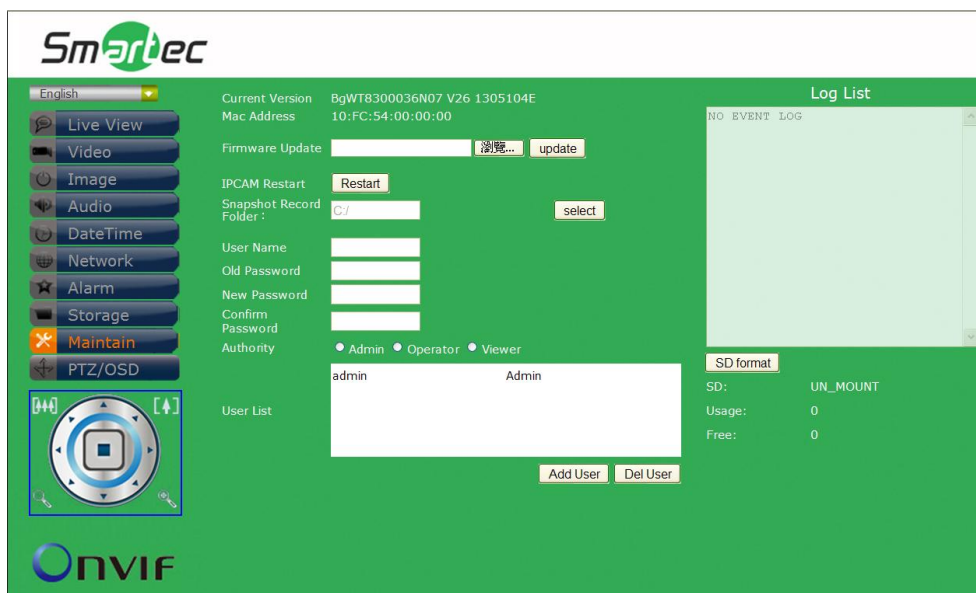 Smartec
English
Live View
Video
Image
Audio
DateTime
Network
Alarm
Storage
Maintain
PTZ/OSD
ONVIF
Current Version BgWT8300036N07 V26 1305104E
Mac Address 10:FC:54:00:00:00
Firmware Update 瀏覽... update
IPCAM Restart Restart
Snapshot Record
Folder: C:/ select
User Name
Old Password
New Password
Confirm
Password
Authority Admin Operator Viewer
admin Admin
User List
Add User Del User
Log List
NO EVENT LOG
SD format
SD: UN_MOUNT
Usage: 0
Free: 0